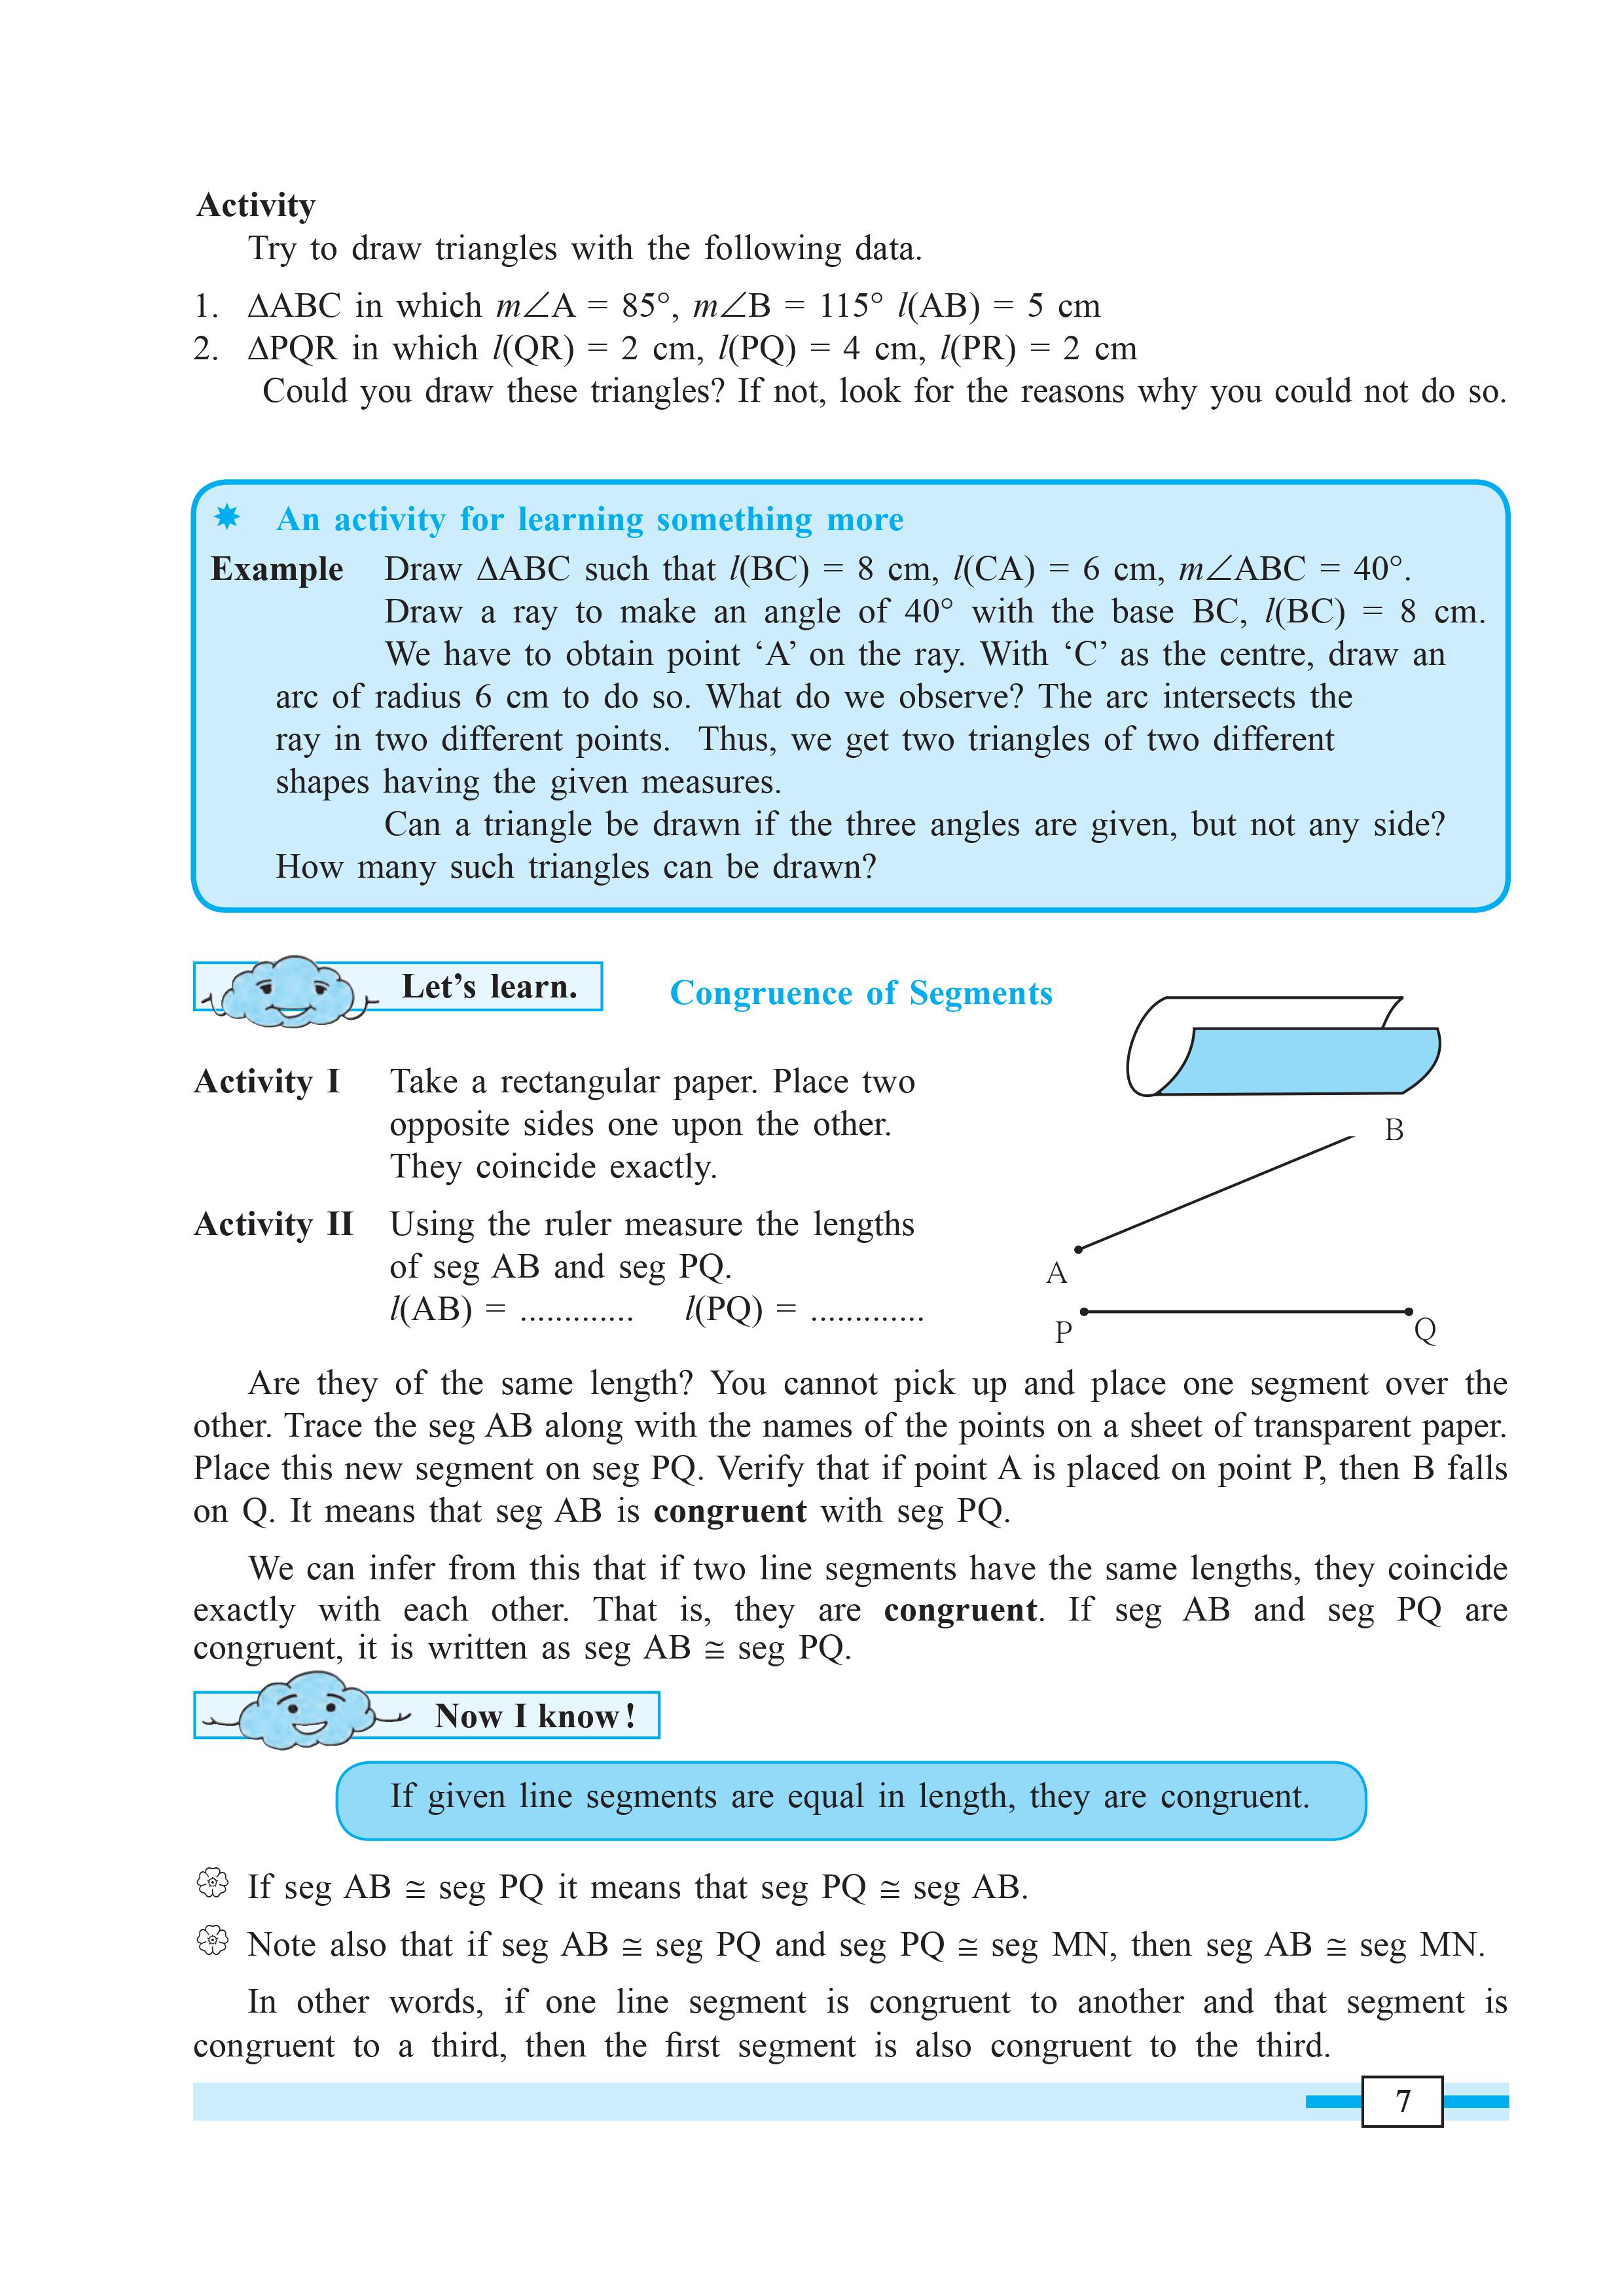 Activity
Try to draw triangles with the following data.
1. ΔABC in which m∠A = 85°, m∠B = 115° l(AB) = 5 cm
2. ΔPQR in which l(QR) = 2 cm, l(PQ) = 4 cm, l(PR) = 2 cm
Could you draw these triangles? If not, look for the reasons why you could not do so.
✷ An activity for learning something more
Example Draw ΔABC such that l(BC) = 8 cm, l(CA) = 6 cm, m∠ABC = 40°.
Draw a ray to make an angle of 40° with the base BC, l(BC) = 8 cm.
We have to obtain point ‘A’ on the ray. With ‘C’ as the centre, draw an
arc of radius 6 cm to do so. What do we observe? The arc intersects the
ray in two different points. Thus, we get two triangles of two different
shapes having the given measures.
Can a triangle be drawn if the three angles are given, but not any side?
How many such triangles can be drawn?
Let’s learn. Congruence of Segments
Activity I Take a rectangular paper. Place two
opposite sides one upon the other.
They coincide exactly.
Activity II Using the ruler measure the lengths
of seg AB and seg PQ.
l(AB) = ............. l(PQ) = .............
B
A
P
Q
Are they of the same length? You cannot pick up and place one segment over the
other. Trace the seg AB along with the names of the points on a sheet of transparent paper.
Place this new segment on seg PQ. Verify that if point A is placed on point P, then B falls
on Q. It means that seg AB is congruent with seg PQ.
We can infer from this that if two line segments have the same lengths, they coincide
exactly with each other. That is, they are congruent. If seg AB and seg PQ are
congruent, it is written as seg AB ≅ seg PQ.
Now I know!
If given line segments are equal in length, they are congruent.
If seg AB ≅ seg PQ it means that seg PQ ≅ seg AB.
Note also that if seg AB ≅ seg PQ and seg PQ ≅ seg MN, then seg AB ≅ seg MN.
In other words, if one line segment is congruent to another and that segment is
congruent to a third, then the first segment is also congruent to the third.
7